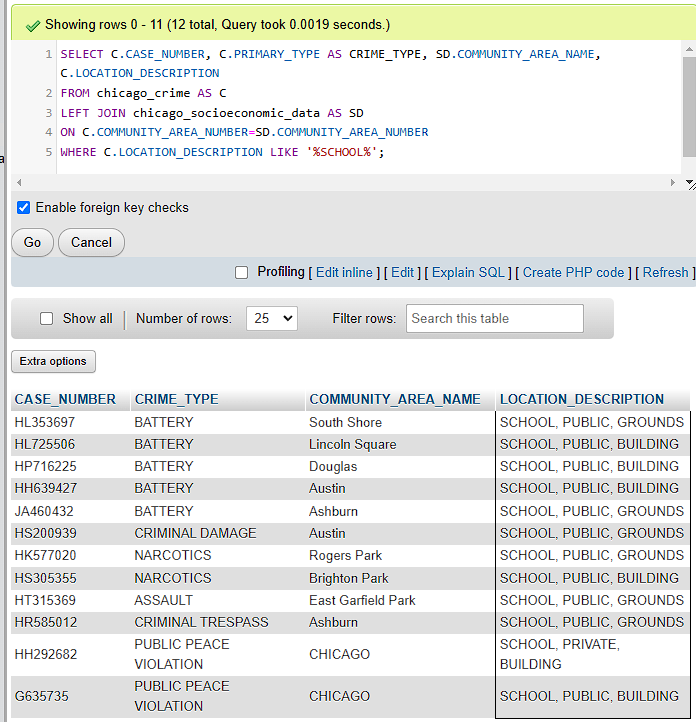 Showing rows 0 - 11 (12 total, Query took 0.0019 seconds.)
1 SELECT C.CASE_NUMBER, C.PRIMARY_TYPE AS CRIME_TYPE, SD.COMMUNITY_AREA_NAME,
C.LOCATION_DESCRIPTION
2 FROM chicago_crime AS C
3 LEFT JOIN chicago_socioeconomic_data AS SD
4 ON C.COMMUNITY_AREA_NUMBER=SD.COMMUNITY_AREA_NUMBER
5 WHERE C.LOCATION_DESCRIPTION LIKE '%SCHOOL%';
a
Enable foreign key checks
Go Cancel
Profiling [ Edit inline ] [ Edit ] [ Explain SQL ] [ Create PHP code ] [ Refresh ]
Show all | Number of rows: 25 Filter rows: Search this table
Extra options
CASE_NUMBER CRIME_TYPE COMMUNITY_AREA_NAME LOCATION_DESCRIPTION
HL353697 BATTERY South Shore SCHOOL, PUBLIC, GROUNDS
HL725506 BATTERY Lincoln Square SCHOOL, PUBLIC, BUILDING
HP716225 BATTERY Douglas SCHOOL, PUBLIC, BUILDING
HH639427 BATTERY Austin SCHOOL, PUBLIC, BUILDING
JA460432 BATTERY Ashburn SCHOOL, PUBLIC, GROUNDS
HS200939 CRIMINAL DAMAGE Austin SCHOOL, PUBLIC, GROUNDS
HK577020 NARCOTICS Rogers Park SCHOOL, PUBLIC, GROUNDS
HS305355 NARCOTICS Brighton Park SCHOOL, PUBLIC, BUILDING
HT315369 ASSAULT East Garfield Park SCHOOL, PUBLIC, GROUNDS
HR585012 CRIMINAL TRESPASS Ashburn SCHOOL, PUBLIC, GROUNDS
HH292682 PUBLIC PEACE VIOLATION CHICAGO SCHOOL, PRIVATE, BUILDING
G635735 PUBLIC PEACE VIOLATION CHICAGO SCHOOL, PUBLIC, BUILDING